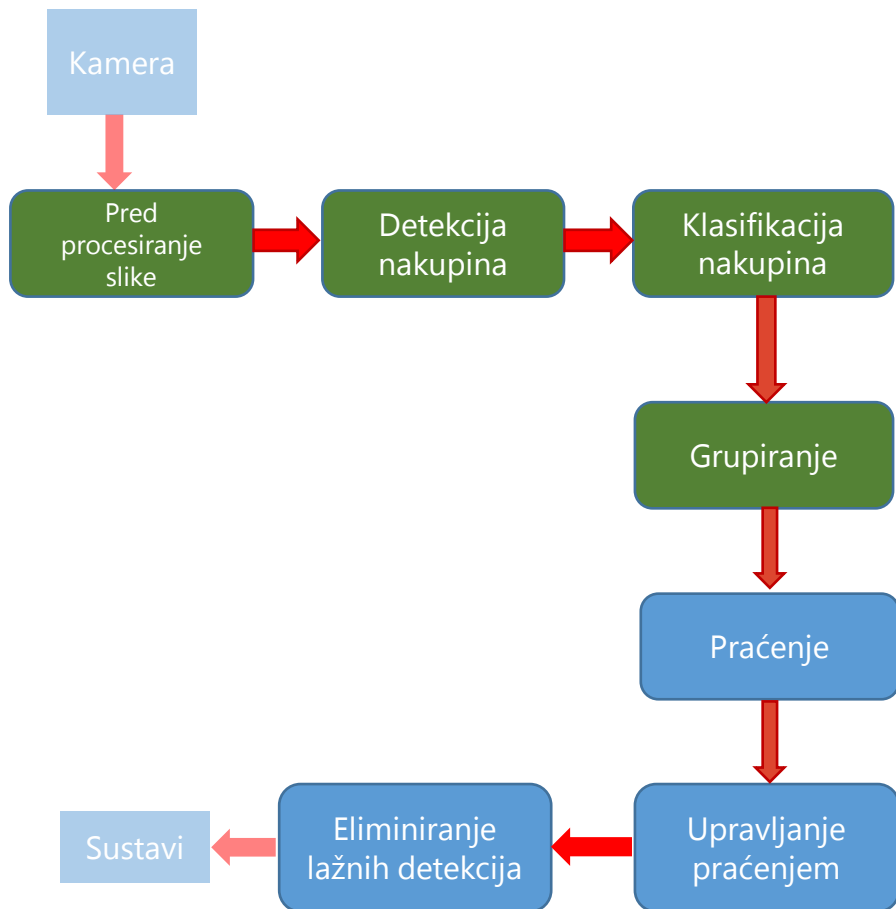 Kamera
Pred
procesiranje
slike
Detekcija
nakupina
Klasifikacija
nakupina
Grupiranje
Praćenje
Upravljanje
praćenjem
Eliminiranje
lažnih detekcija
Sustavi